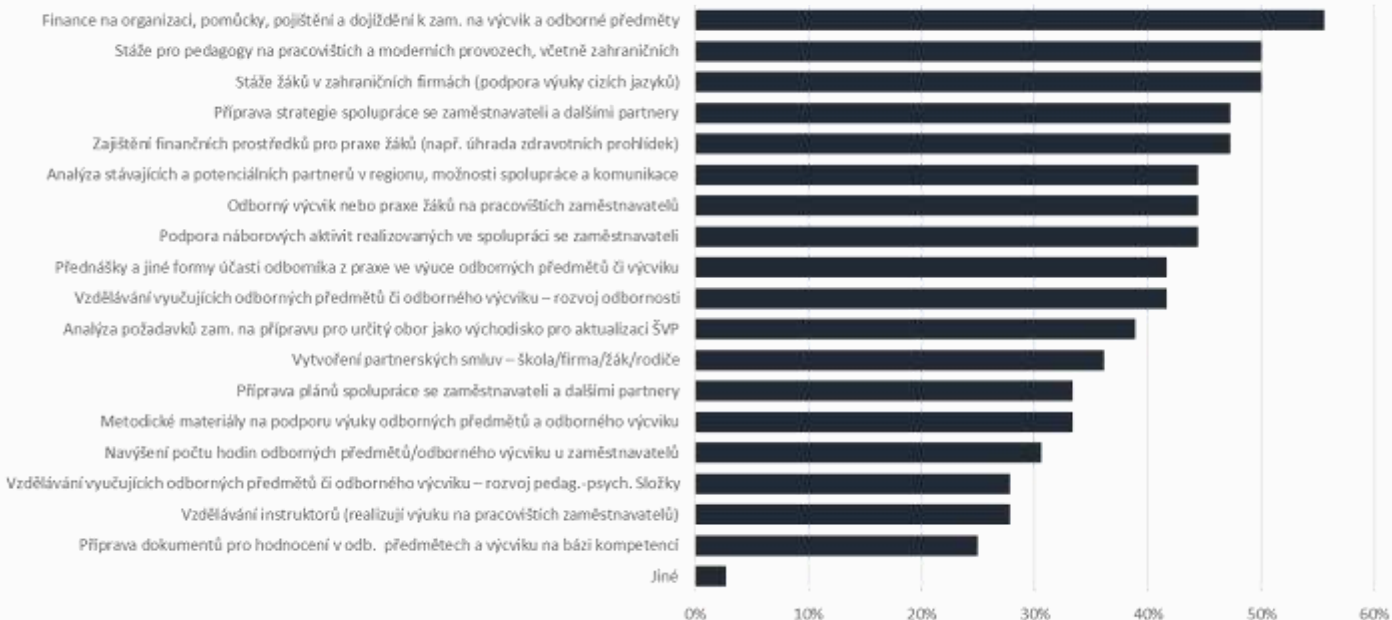 Finance na organizaci, pomůcky, pojištění a dojíždění k zam. na výcvik a odborné předměty
Stáže pro pedagogy na pracovištích a moderních provozech, včetně zahraničních
Stáže žáků v zahraničních firmách (podpora výuky cizích jazyků)
Příprava strategie spolupráce se zaměstnavateli a dalšími partnery
Zajištění finančních prostředků pro praxe žáků (např. úhrada zdravotních prohlídek)
Analýza stávajících a potenciálních partnerů v regionu, možnosti spolupráce a komunikace
Odborný výcvik nebo praxe žáků na pracovištích zaměstnavatelů
Podpora náborových aktivit realizovaných ve spolupráci se zaměstnavateli
Přednášky a jiné formy účasti odborníka z praxe ve výuce odborných předmětů či výcviku
Vzdělávání vyučujících odborných předmětů či odborného výcviku – rozvoj odbornosti
Analýza požadavků zam. na přípravu pro určitý obor jako východisko pro aktualizaci ŠVP
Vytvoření partnerských smluv – škola/firma/žák/rodiče
Příprava plánů spolupráce se zaměstnavateli a dalšími partnery
Metodické materiály na podporu výuky odborných předmětů a odborného výcviku
Navýšení počtu hodin odborných předmětů/odborného výcviku u zaměstnavatelů
Vzdělávání vyučujících odborných předmětů či odborného výcviku – rozvoj pedag.-psych. Složky
Vzdělávání instruktorů (realizují výuku na pracovištích zaměstnavatelů)
Příprava dokumentů pro hodnocení v odb. předmětech a výcviku na bázi kompetencí
Jiné
0% 10% 20% 30% 40% 50% 60%